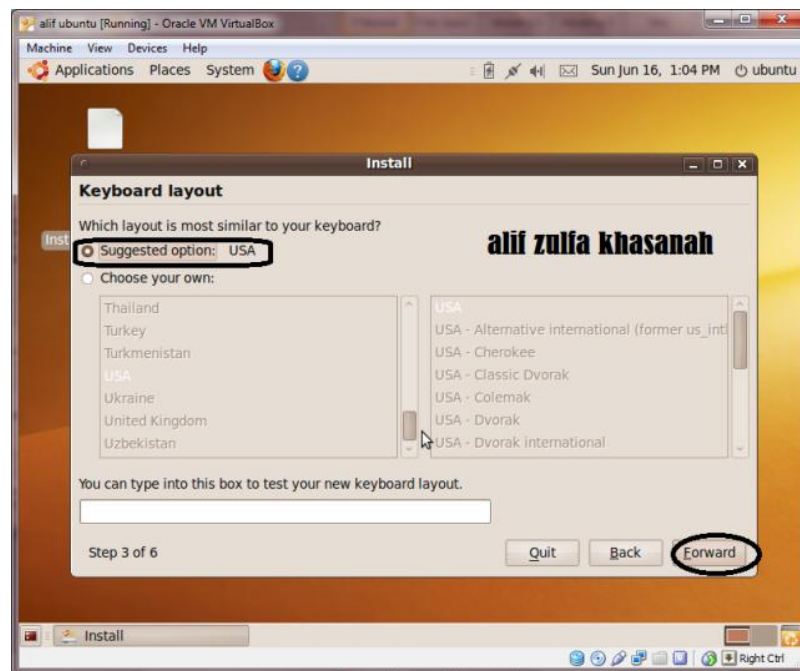 alif ubuntu [Running] - Oracle VM VirtualBox
Machine View Devices Help
Applications Places System Sun Jun 16, 1:04 PM ubuntu
Install
Keyboard layout
Which layout is most similar to your keyboard?
Inst
Suggested option: USA
alif zulfa khasanah
Choose your own:
Thailand
Turkey
Turkmenistan
USA
Ukraine
United Kingdom
Uzbekistan
USA
USA - Alternative international (former us_intl
USA - Cherokee
USA - Classic Dvorak
USA - Colemak
USA - Dvorak
USA - Dvorak international
You can type into this box to test your new keyboard layout.
Step 3 of 6
Quit Back Forward
Install
Right Ctrl